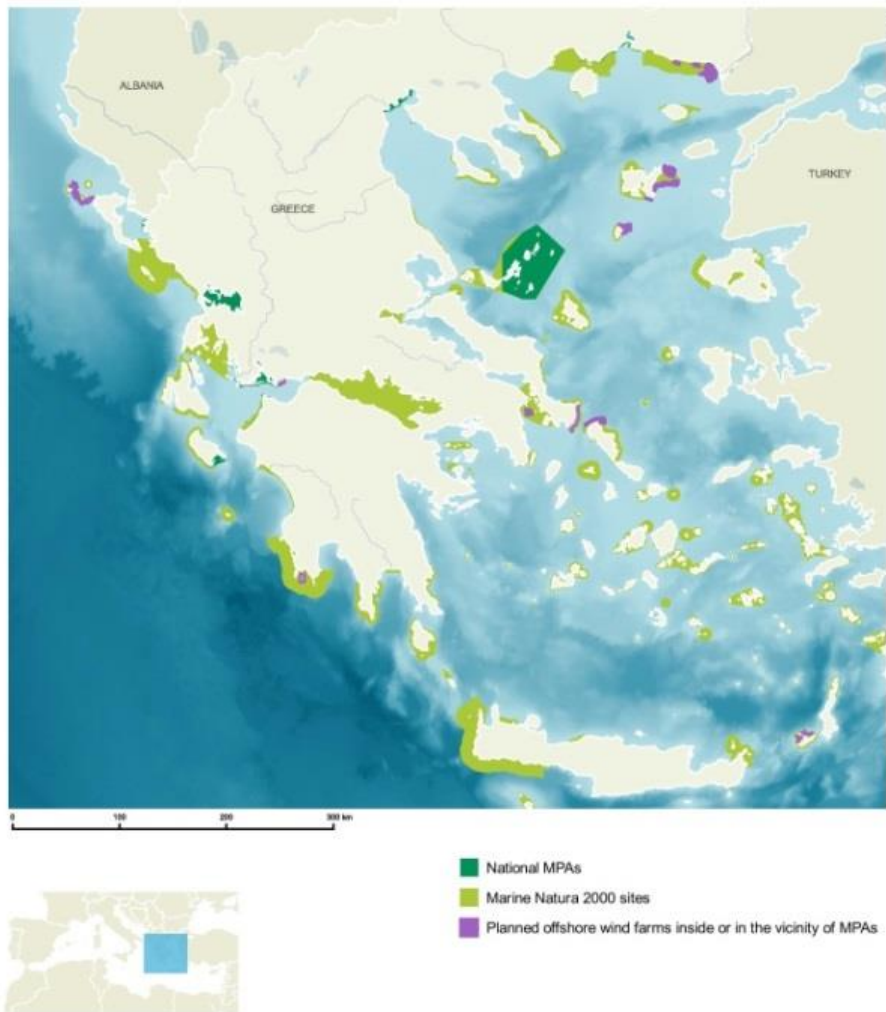 ALBANIA
TURKEY
GREECE
0 100 200 300 km
National MPAs
Marine Natura 2000 sites
Planned offshore wind farms inside or in the vicinity of MPAs